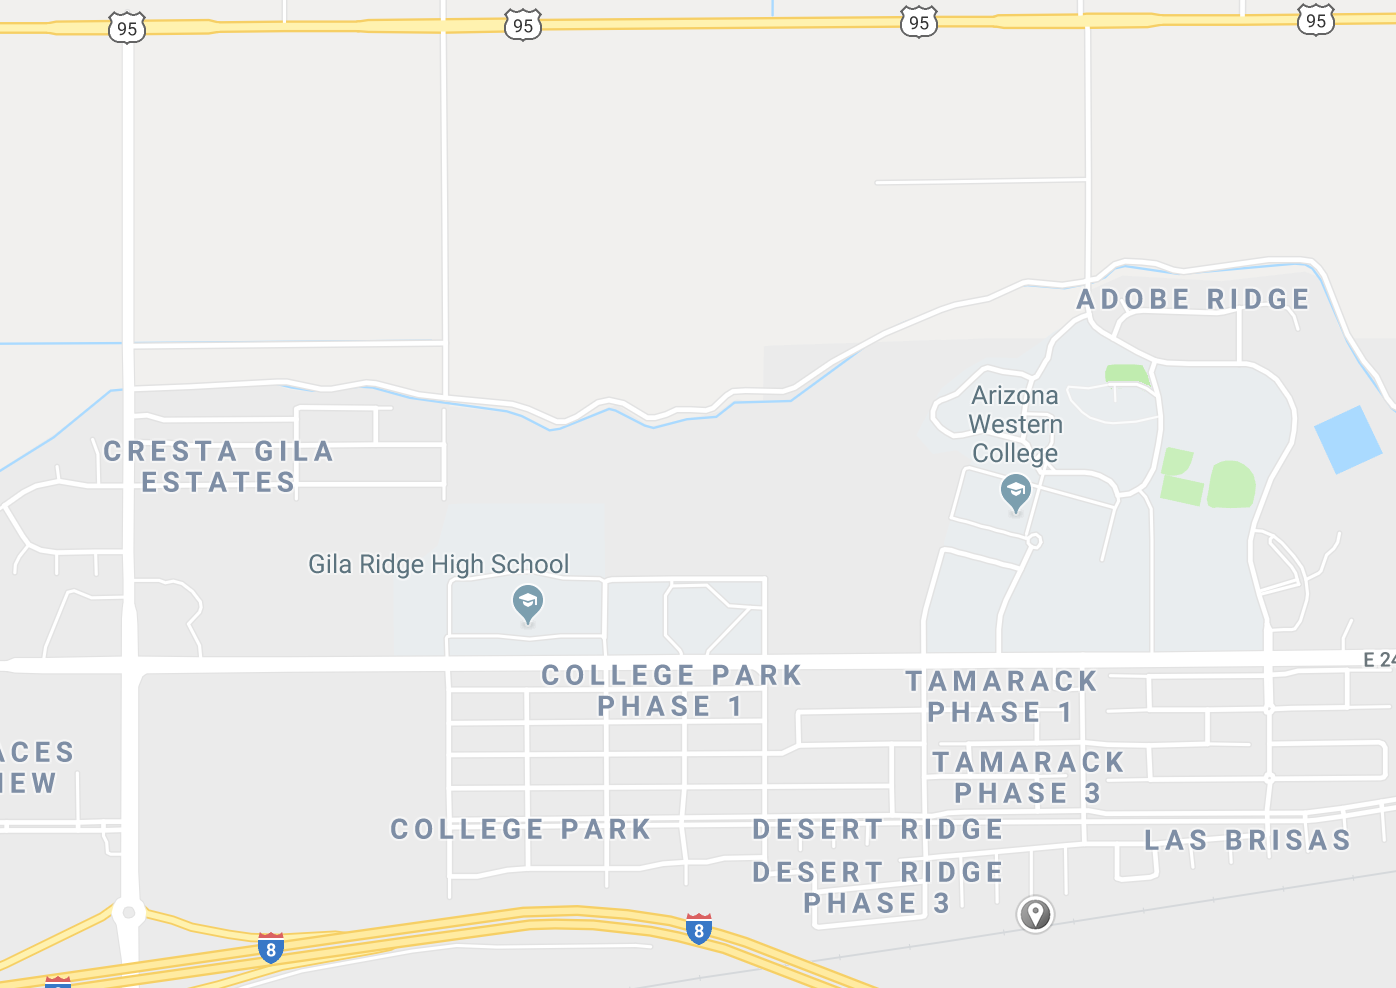 95
95
95
95
ADOBE RIDGE
Arizona
Western
College
CRESTA GILA
ESTATES
Gila Ridge High School
E 24
COLLEGE PARK
PHASE 1
TAMARACK
PHASE 1
ACES
IEW
TAMARACK
PHASE 3
COLLEGE PARK
DESERT RIDGE
LAS BRISAS
DESERT RIDGE
PHASE 3
8
8